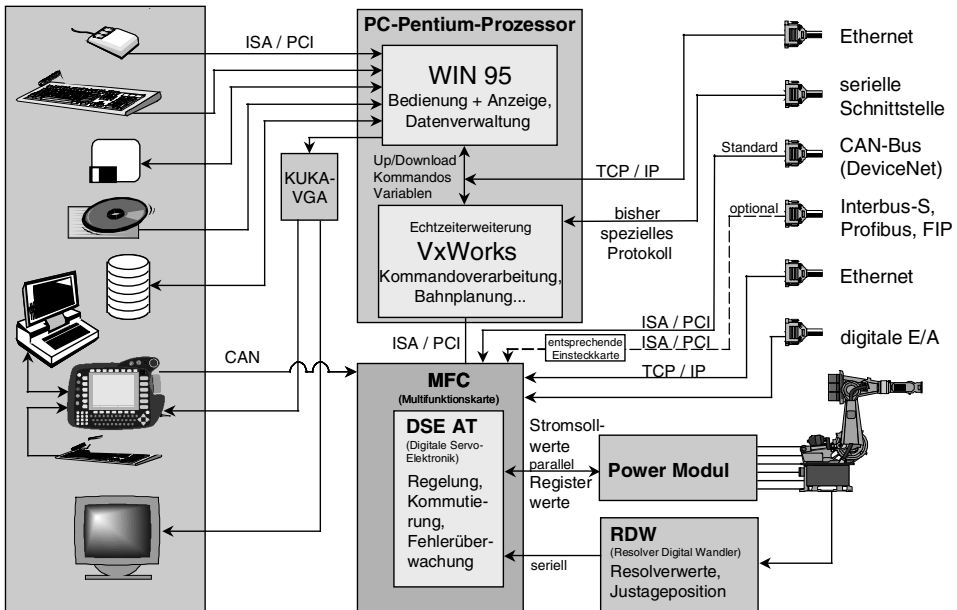 PC-Pentium-Prozessor
ISA / PCI
WIN 95
Bedienung + Anzeige,
Datenverwaltung
Up/Download
Kommandos
Variablen
KUKA-
VGA
Echtzeiterweiterung
VxWorks
Kommandoverarbeitung,
Bahnplanung...
TCP / IP
bisher
spezielles
Protokoll
Standard
optional
Ethernet
serielle
Schnittstelle
CAN-Bus
(DeviceNet)
Interbus-S,
Profibus, FIP
Ethernet
digitale E/A
ISA / PCI
ISA / PCI
entsprechende
Einsteckkarte
ISA / PCI
TCP / IP
CAN
MFC
(Multifunktionskarte)
DSE AT
(Digitale Servo-
Elektronik)
Regelung,
Kommutie-
rung,
Fehlerüber-
wachung
Stromsoll-
werte
parallel
Register
werte
Power Modul
seriell
RDW
(Resolver Digital Wandler)
Resolverwerte,
Justageposition